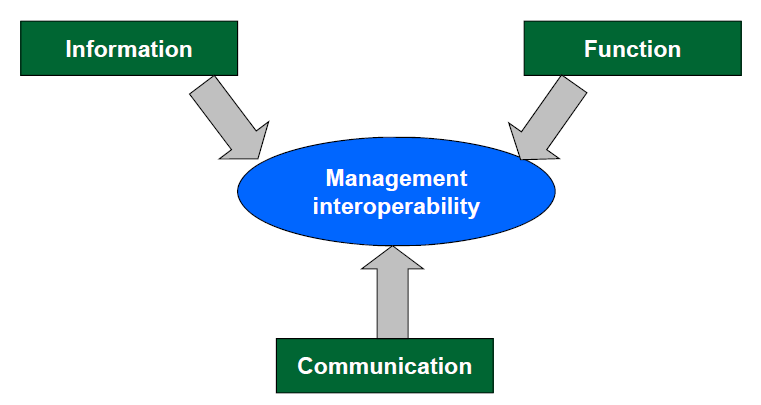 Information
Function
Management
interoperability
Communication